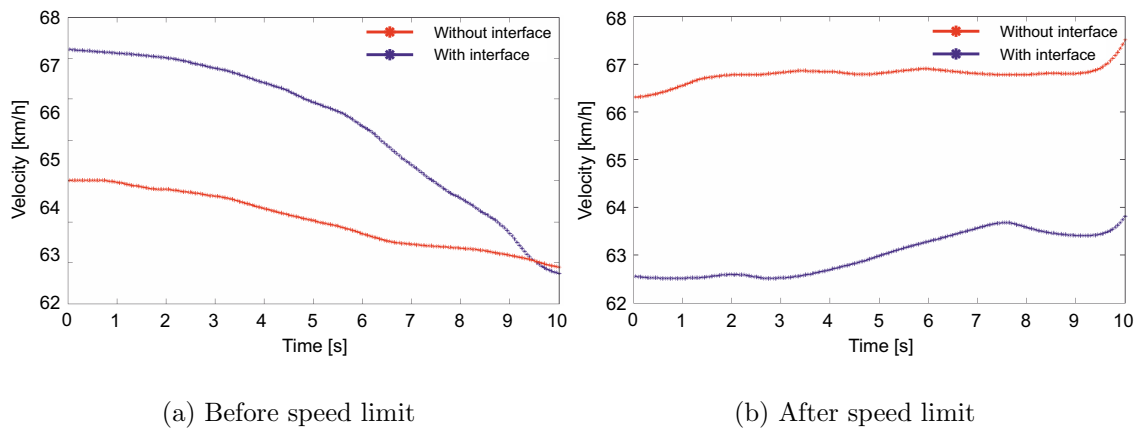 68
67
66
65
64
63
62
Velocity [km/h]
Without interface
With interface
0 1 2 3 4 5 6 7 8 9 10
Time [s]
(a) Before speed limit
68
67
66
65
64
63
62
Velocity [km/h]
Without interface
With interface
0 1 2 3 4 5 6 7 8 9 10
Time [s]
(b) After speed limit